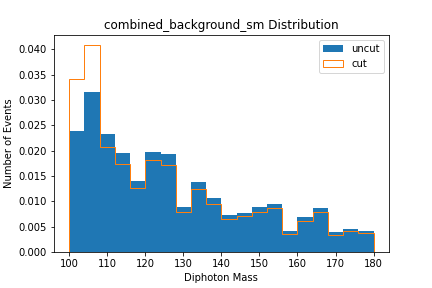 combined_background_sm Distribution
uncut
cut
Number of Events
0.040
0.035
0.030
0.025
0.020
0.015
0.010
0.005
0.000
100 110 120 130 140 150 160 170 180
Diphoton Mass